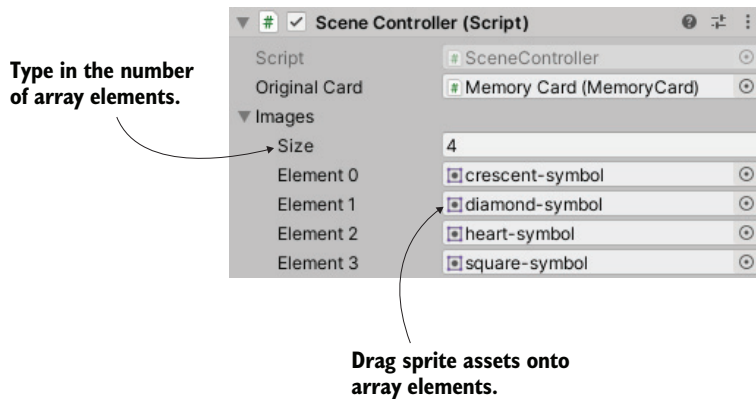 # Scene Controller (Script)
Script # SceneController
Original Card # Memory Card (MemoryCard)
Images
Size 4
Element 0 crescent-symbol
Element 1 diamond-symbol
Element 2 heart-symbol
Element 3 square-symbol
Type in the number
of array elements.
Drag sprite assets onto
array elements.